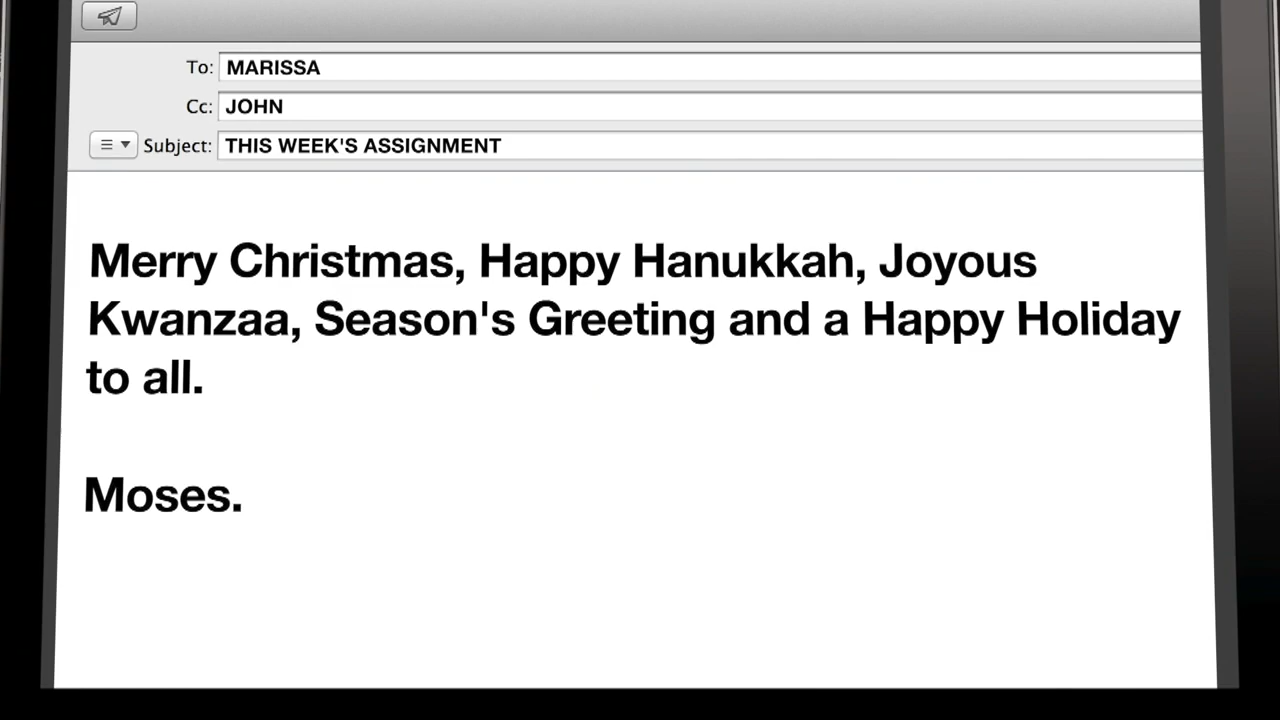 To: MARISSA
Cc: JOHN
Subject: THIS WEEK'S ASSIGNMENT
Merry Christmas, Happy Hanukkah, Joyous
Kwanzaa, Season's Greeting and a Happy Holiday
to all.
Moses.